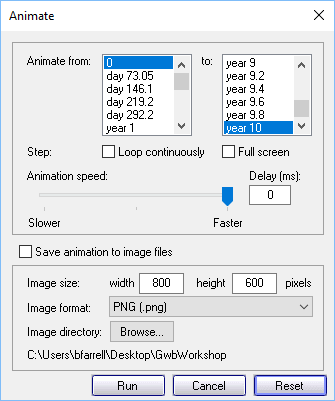 Animate
Animate from: 0 to: year 9
day 73.05 year 9.2
day 146.1 year 9.4
day 219.2 year 9.6
day 292.2 year 9.8
year 1 year 10
Step: Loop continuously Full screen
Animation speed: Delay (ms):
0
Slower Faster
Save animation to image files
Image size: width 800 height 600 pixels
Image format: PNG (.png)
Image directory: Browse...
C:\Users\bfarrell\Desktop\GwbWorkshop
Run Cancel Reset